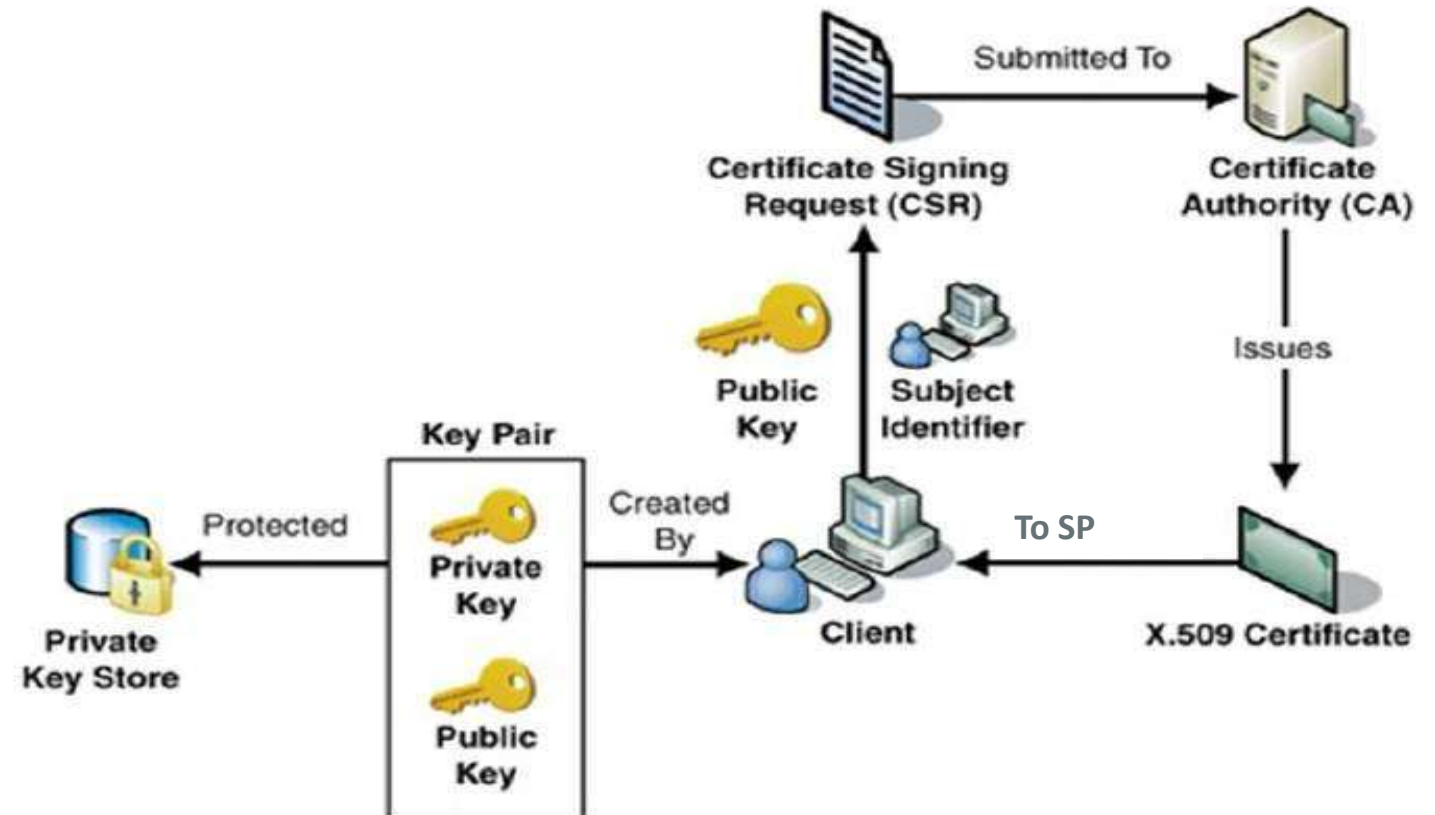 Submitted To
Certificate Signing
Request (CSR)
Certificate
Authority (CA)
Issues
Public
Key
Subject
Identifier
Key Pair
Protected
Private
Key
Created
By
To SP
Private
Key Store
Client
X.509 Certificate
Public
Key